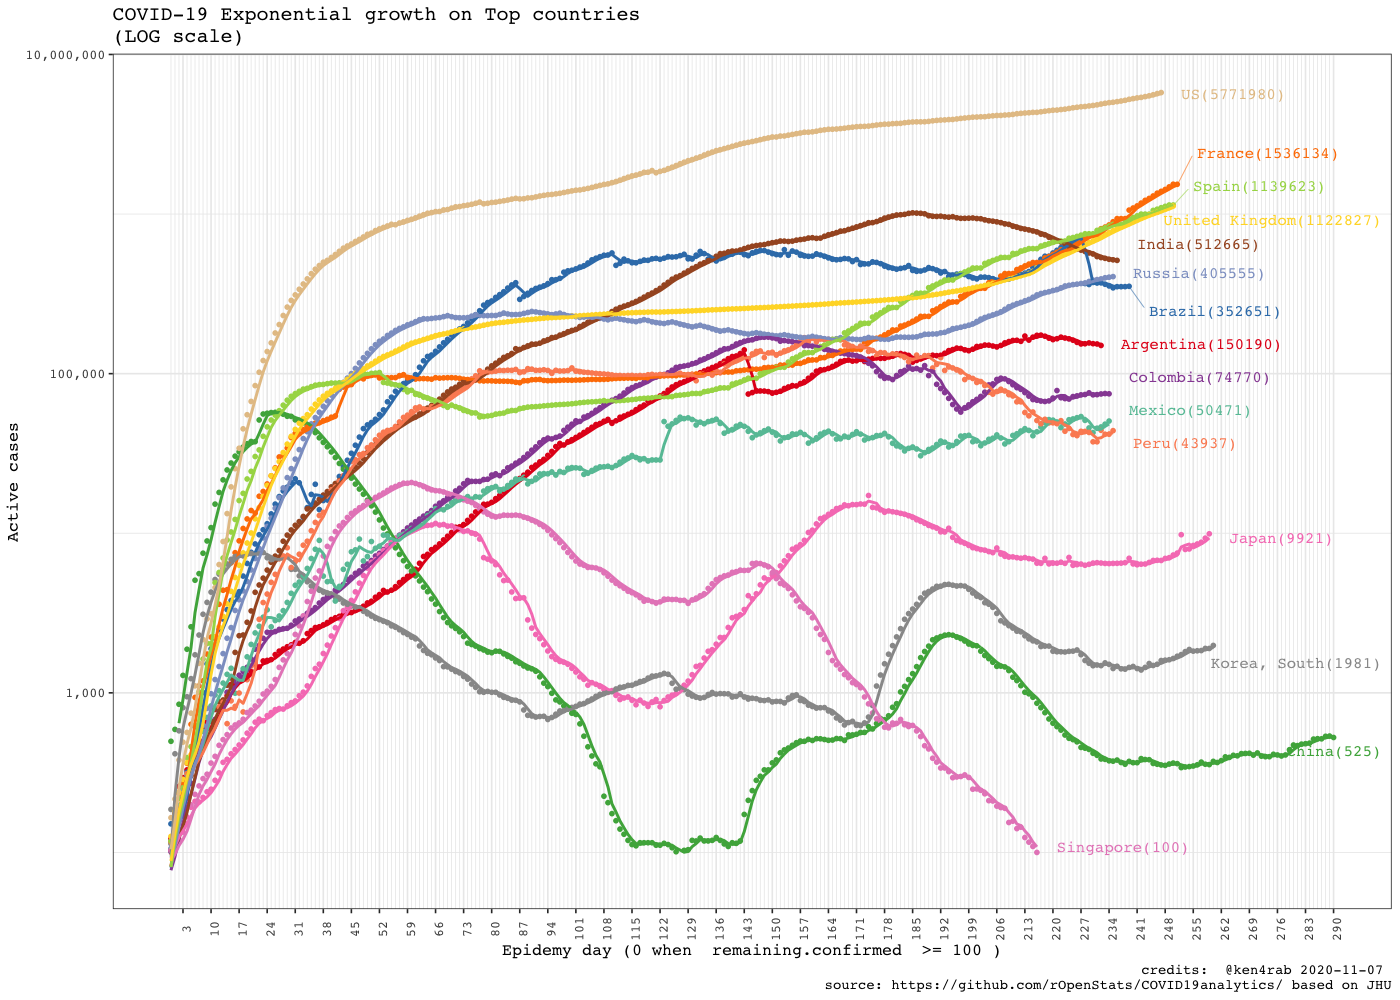 COVID-19 Exponential growth on Top countries
(LOG scale)
10,000,000
US(5771980)
France(1536134)
Spain(1139623)
United Kingdom(1122827)
India(512665)
Russia(405555)
Brazil(352651)
Argentina(150190)
100,000
Colombia(74770)
Mexico(50471)
Peru(43937)
Active cases
Japan(9921)
Korea, South(1981)
1,000
China(525)
Singapore(100)
3 10 17 24 31 38 45 52 59 66 73 80 87 94 101 108 115 122 129 136 143 150 157 164 171 178 185 192 199 206 213 220 227 234 241 248 255 262 269 276 283 290
Epidemy day (0 when  remaining.confirmed  >= 100 )
credits:  @ken4rab 2020-11-07
source: https://github.com/rOpenStats/COVID19analytics/ based on JHU